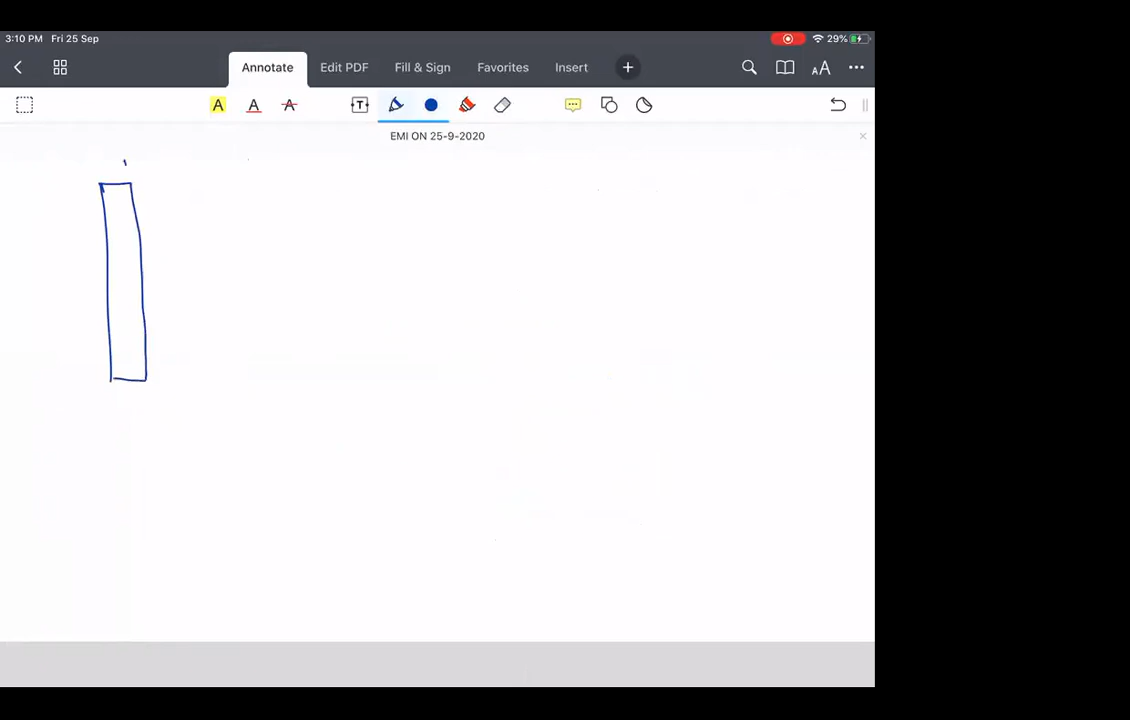 3:10 PM Fri 25 Sep 29%
Annotate Edit PDF Fill & Sign Favorites Insert
AA
A A A T
EMI ON 25-9-2020